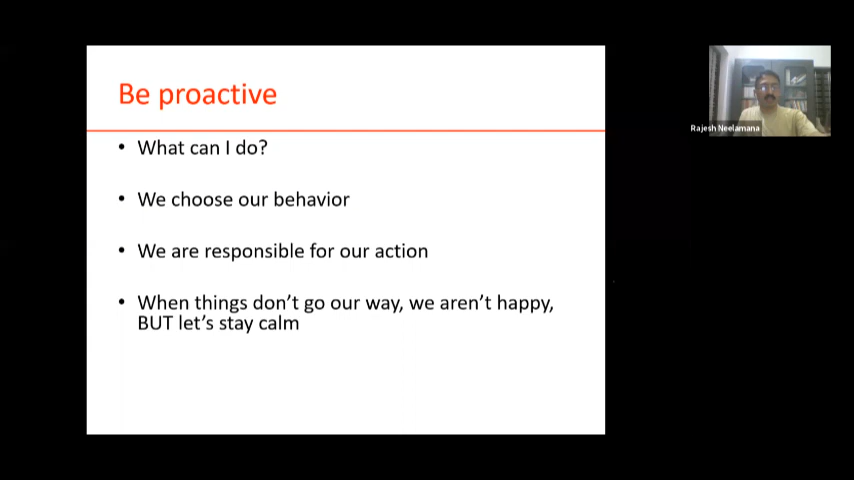 Be proactive
• What can I do?
• We choose our behavior
• We are responsible for our action
• When things don’t go our way, we aren’t happy,
BUT let’s stay calm
Rajesh Neelamana